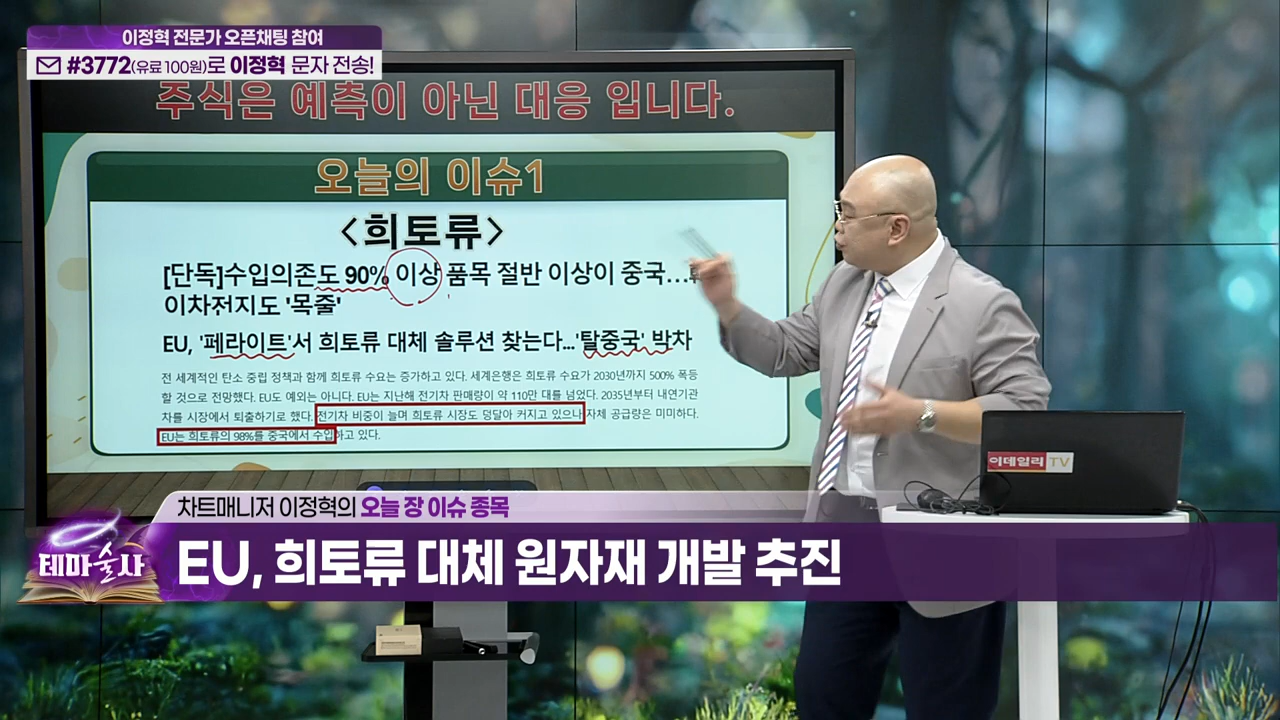 이정혁 전문가 오픈채팅 참여
#3772(유료 100원)로 이정혁 문자 전송!
주식은 예측이 아닌 대응 입니다.
오늘의 이슈1
<희토류>
[단독]수입의존도 90% 이상 품목 절반 이상이 중국…
이차전지도 '목줄'
EU, '페라이트'서 희토류 대체 솔루션 찾는다...'탈중국' 박차
전 세계적인 탄소 중립 정책과 함께 희토류 수요는 증가하고 있다. 세계은행은 희토류 수요가 2030년까지 500% 폭등
할 것으로 전망했다. EU도 예외는 아니다. EU는 지난해 전기차 판매량이 약 110만 대를 넘었다. 2035년부터 내연기관
차를 시장에서 퇴출하기로 했다. 전기차 비중이 늘며 희토류 시장도 덩달아 커지고 있으나 자체 공급량은 미미하다.
EU는 희토류의 98%를 중국에서 수입하고 있다.
이데일리TV
차트매니저 이정혁의 오늘 장 이슈 종목
테마술사
EU, 희토류 대체 원자재 개발 추진